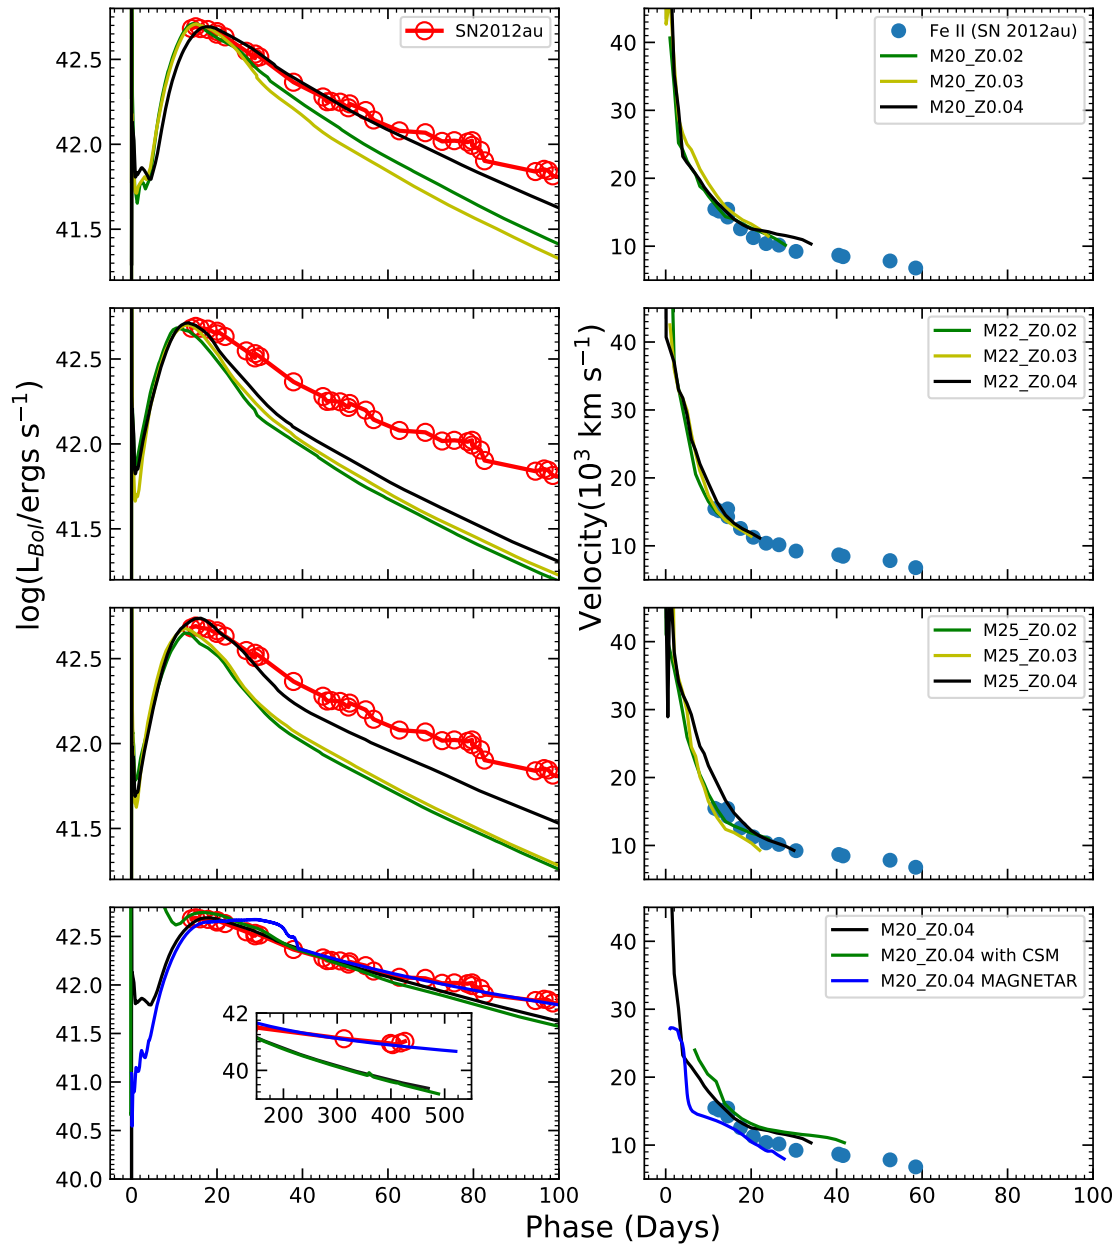 SN2012au
42.5
42.0
41.5
Fe II (SN 2012au)
M20_Z0.02
M20_Z0.03
M20_Z0.04
40
30
20
10
42.5
42.0
41.5
M22_Z0.02
M22_Z0.03
M22_Z0.04
40
30
20
10
log(L_{Bol}/ergs s⁻¹)
Velocity(10³ km s⁻¹)
42.5
42.0
41.5
M25_Z0.02
M25_Z0.03
M25_Z0.04
40
30
20
10
42.5
42.0
41.5
41.0
40.5
40.0
42
40
200 300 400 500
0 20 40 60 80 100
M20_Z0.04
M20_Z0.04 with CSM
M20_Z0.04 MAGNETAR
40
30
20
10
0 20 40 60 80 100
Phase (Days)